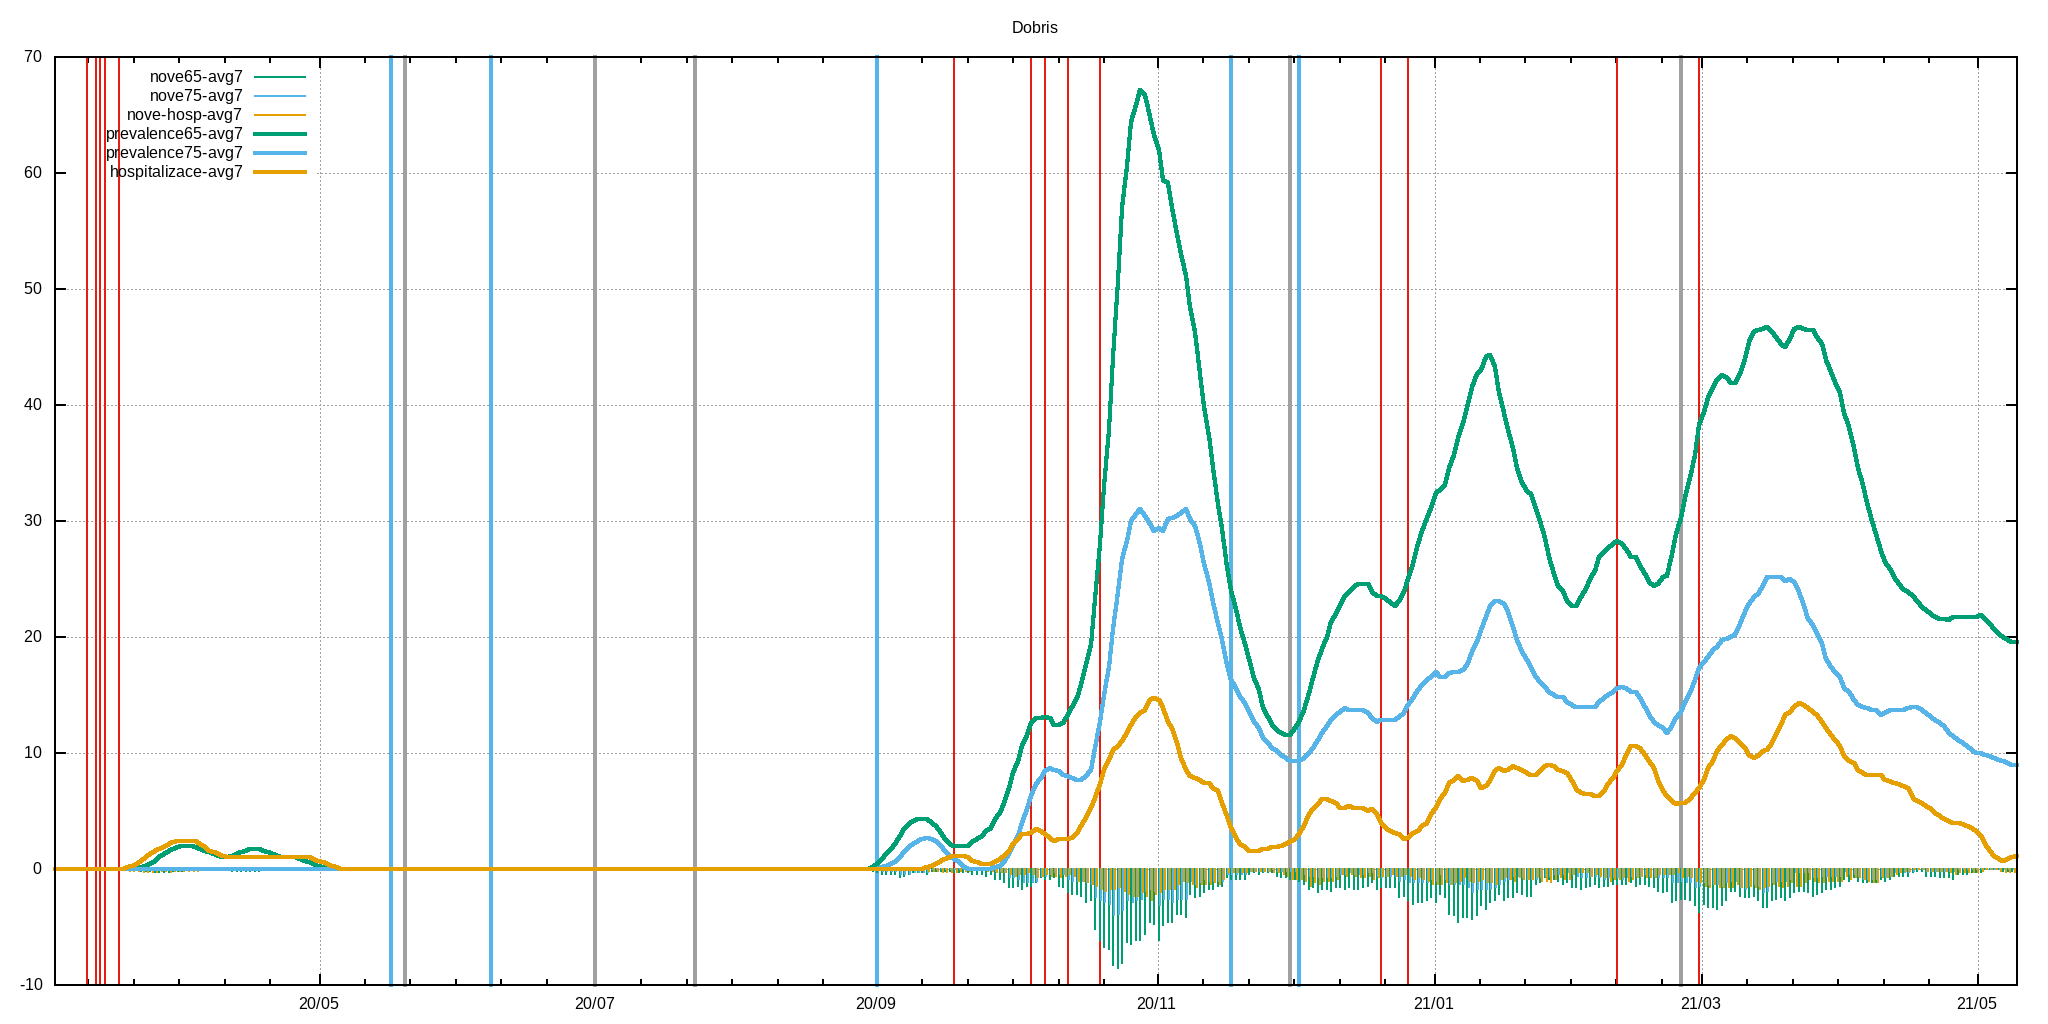 Dobris
70
60
50
40
30
20
10
0
-10
nove65-avg7
nove75-avg7
nove-hosp-avg7
prevalence65-avg7
prevalence75-avg7
hospitalizace-avg7
20/05 20/07 20/09 20/11 21/01 21/03 21/05